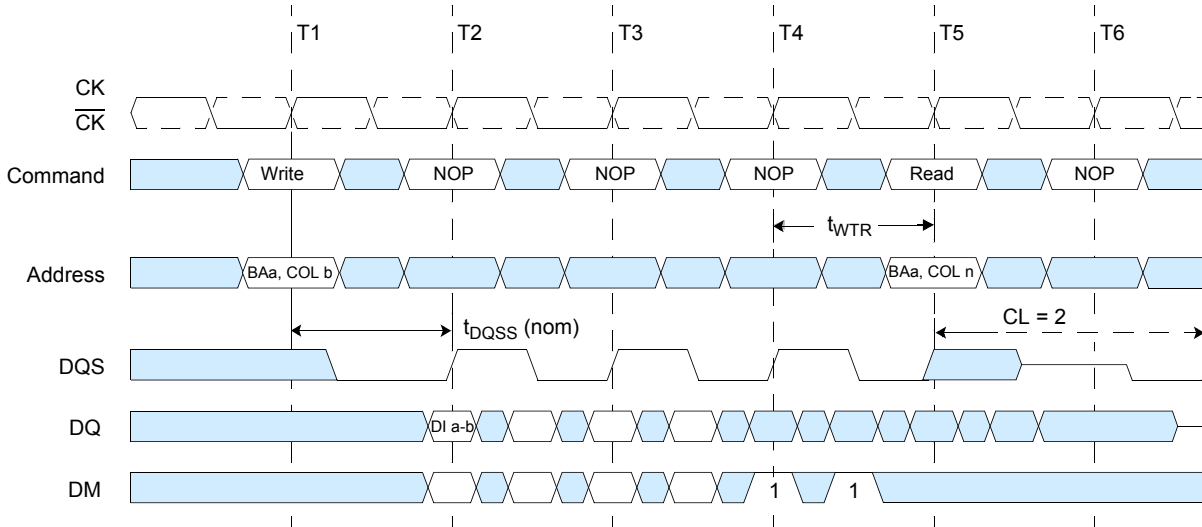 T1 T2 T3 T4 T5 T6
CK
CK
Command Write NOP NOP NOP Read NOP
tWTR
Address BAa, COL b BAa, COL n
tDQSS (nom) CL = 2
DQS
DQ DI a-b
DM 1 1